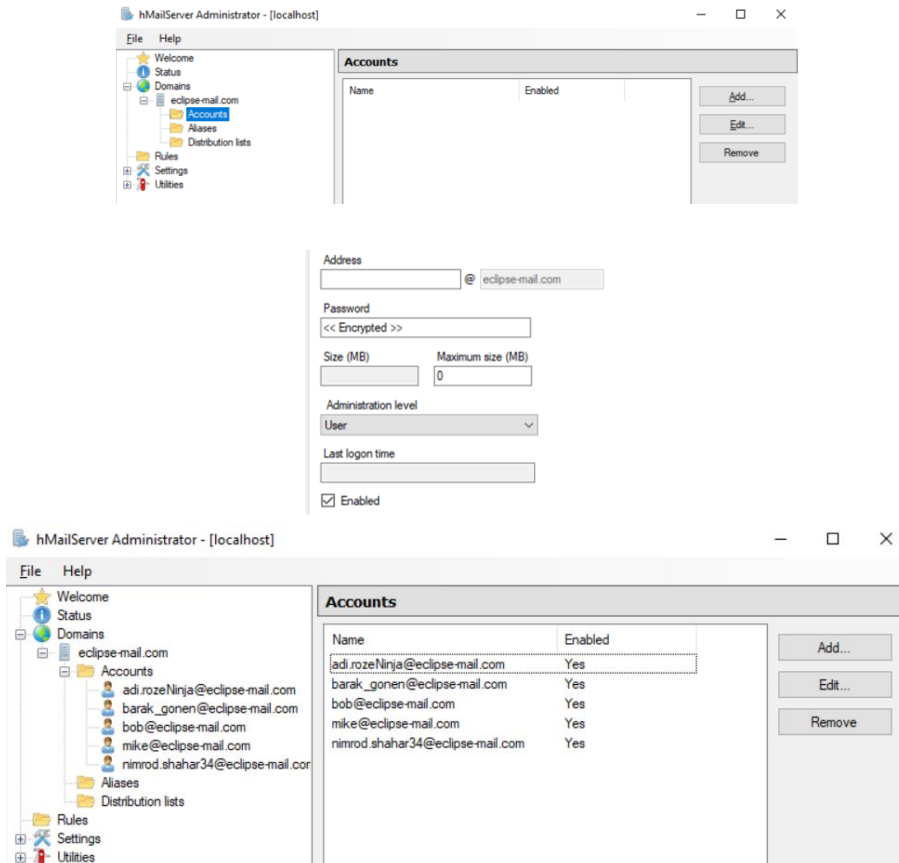 hMailServer Administrator - [localhost]
File Help
Welcome
Status
Domains
eclipse-mail.com
Accounts
Aliases
Distribution lists
Rules
Settings
Utilities
Accounts
Name Enabled
Add...
Edit...
Remove
Address
@ eclipse-mail.com
Password
<< Encrypted >>
Size (MB) Maximum size (MB)
0
Administration level
User
Last logon time
Enabled
hMailServer Administrator - [localhost]
File Help
Welcome
Status
Domains
eclipse-mail.com
Accounts
adi.rozeNinja@eclipse-mail.com
barak_gonen@eclipse-mail.com
bob@eclipse-mail.com
mike@eclipse-mail.com
nimrod.shahar34@eclipse-mail.cor
Aliases
Distribution lists
Rules
Settings
Utilities
Accounts
Name Enabled
adi.rozeNinja@eclipse-mail.com Yes
barak_gonen@eclipse-mail.com Yes
bob@eclipse-mail.com Yes
mike@eclipse-mail.com Yes
nimrod.shahar34@eclipse-mail.com Yes
Add...
Edit...
Remove